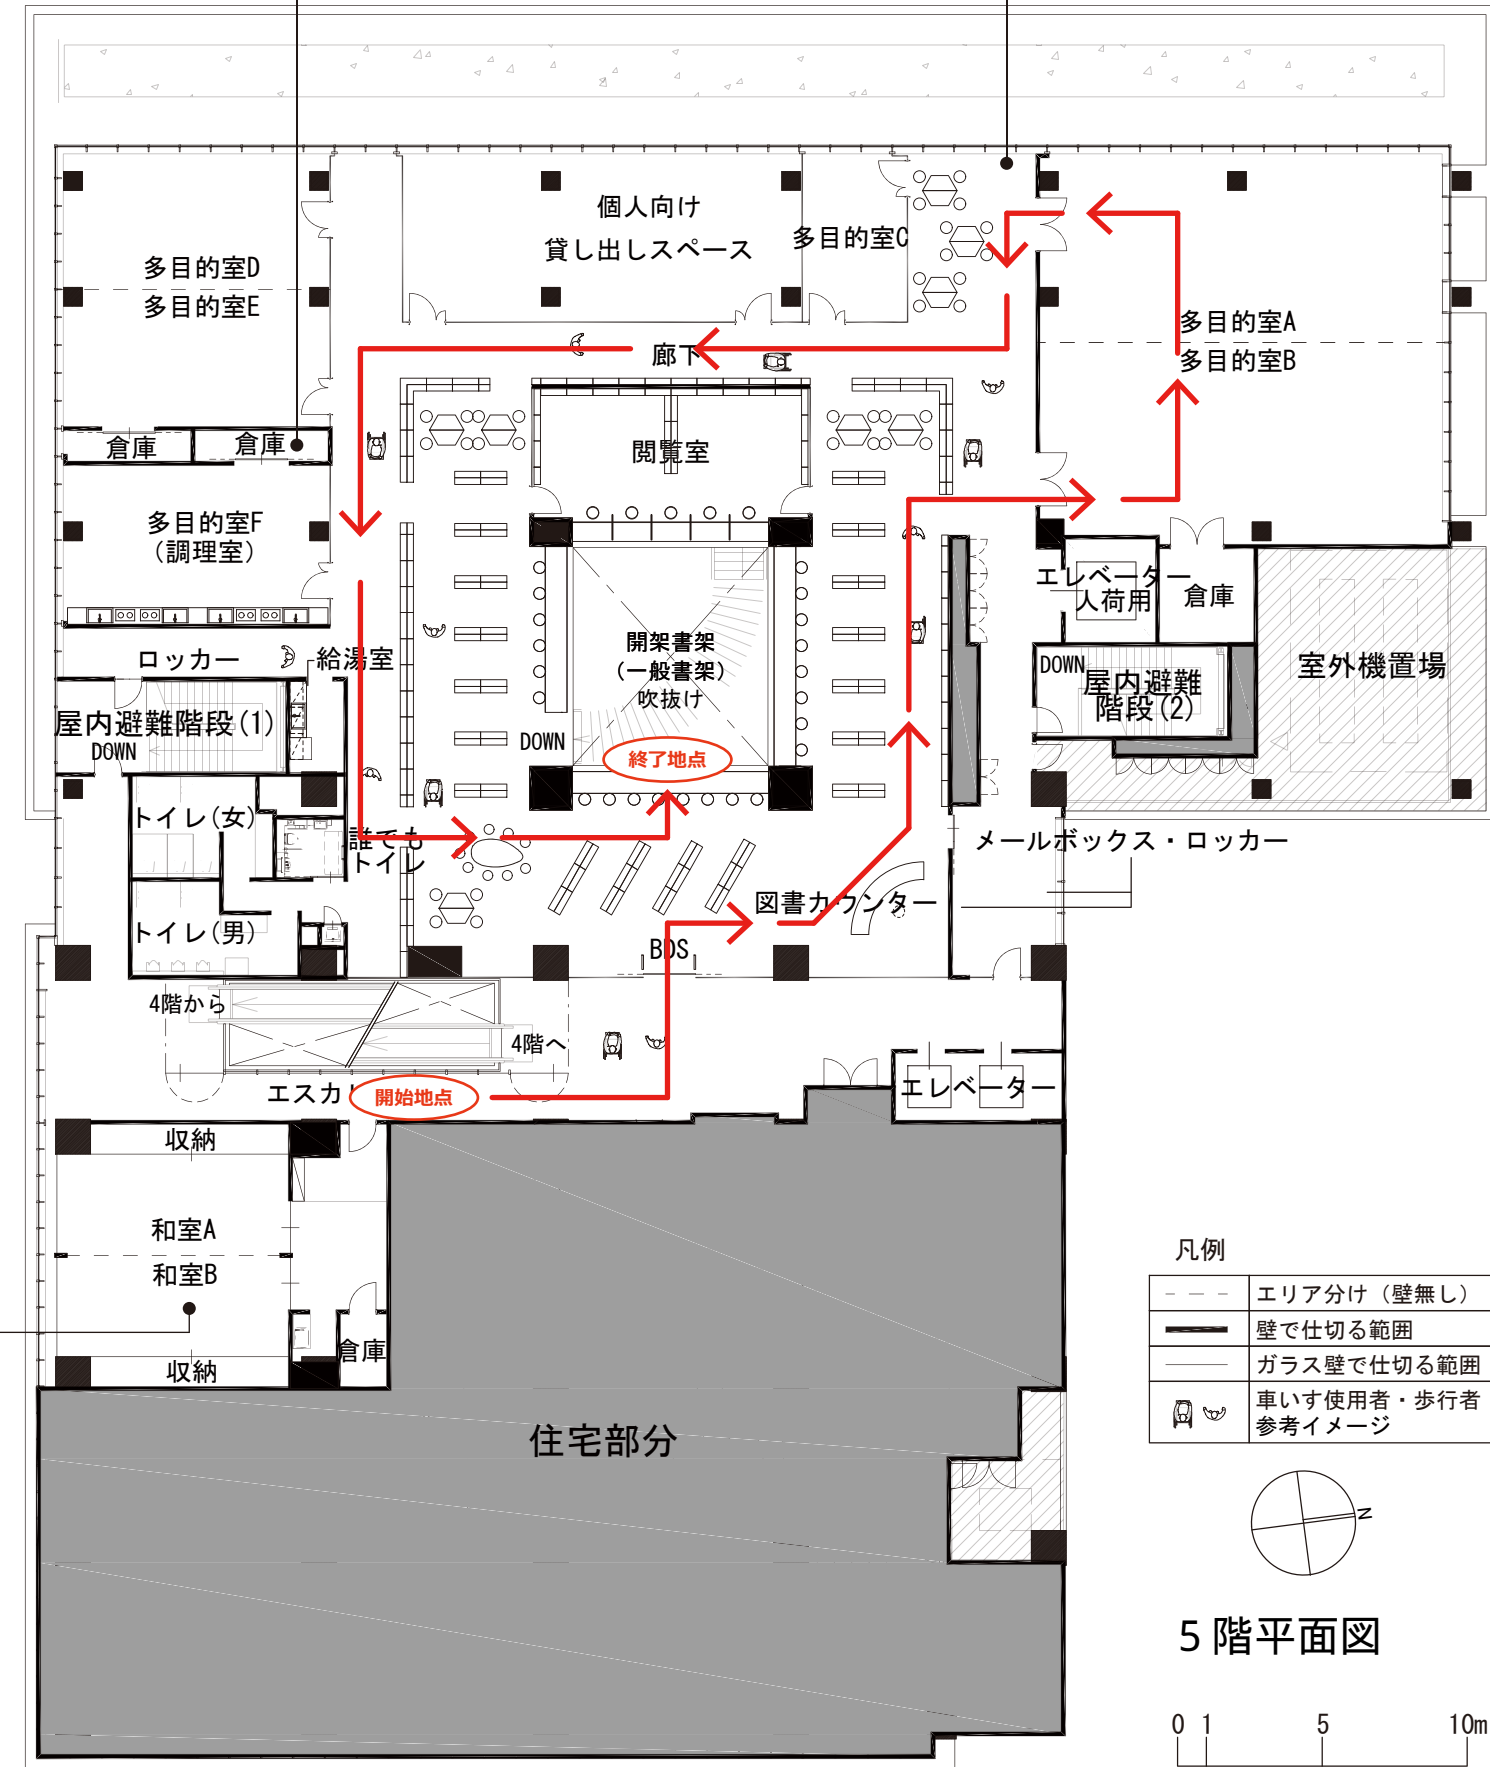 個人向け
貸し出しスペース
多目的室C
多目的室D
多目的室E
多目的室A
多目的室B
廊下
倉庫
倉庫
閲覧室
多目的室F
(調理室)
エレベーター
人荷用
倉庫
開架書架
(一般書架)
吹抜け
ロッカー
給湯室
DOWN
屋内避難
階段(2)
室外機置場
屋内避難階段(1)
DOWN
DOWN
終了地点
トイレ(女)
誰でも
トイレ
メールボックス・ロッカー
図書カウンター
トイレ(男)
BDS
4階から
4階へ
エスカ
開始地点
エレベーター
収納
和室A
和室B
倉庫
収納
住宅部分
凡例
エリア分け（壁無し）
壁で仕切る範囲
ガラス壁で仕切る範囲
車いす使用者・歩行者
参考イメージ
N
5階平面図
0 1 5 10m